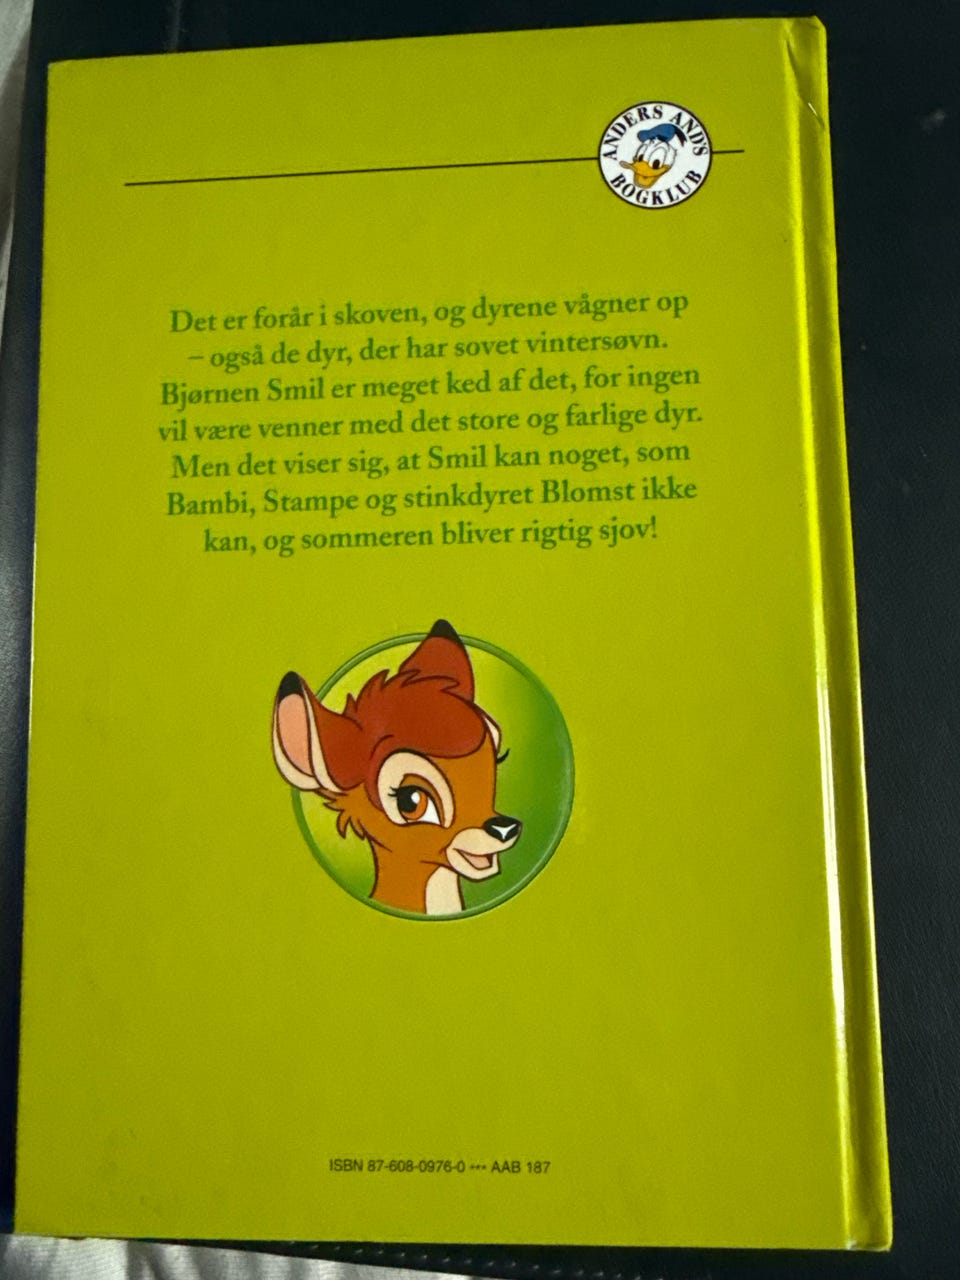 ANDERS AND'S
BOGKLUB
Det er forår i skoven, og dyrene vågner op
– også de dyr, der har sovet vintersøvn.
Bjørnen Smil er meget ked af det, for ingen
vil være venner med det store og farlige dyr.
Men det viser sig, at Smil kan noget, som
Bambi, Stampe og stinkdyret Blomst ikke
kan, og sommeren bliver rigtig sjov!
ISBN 87-608-0976-0 ••• AAB 187